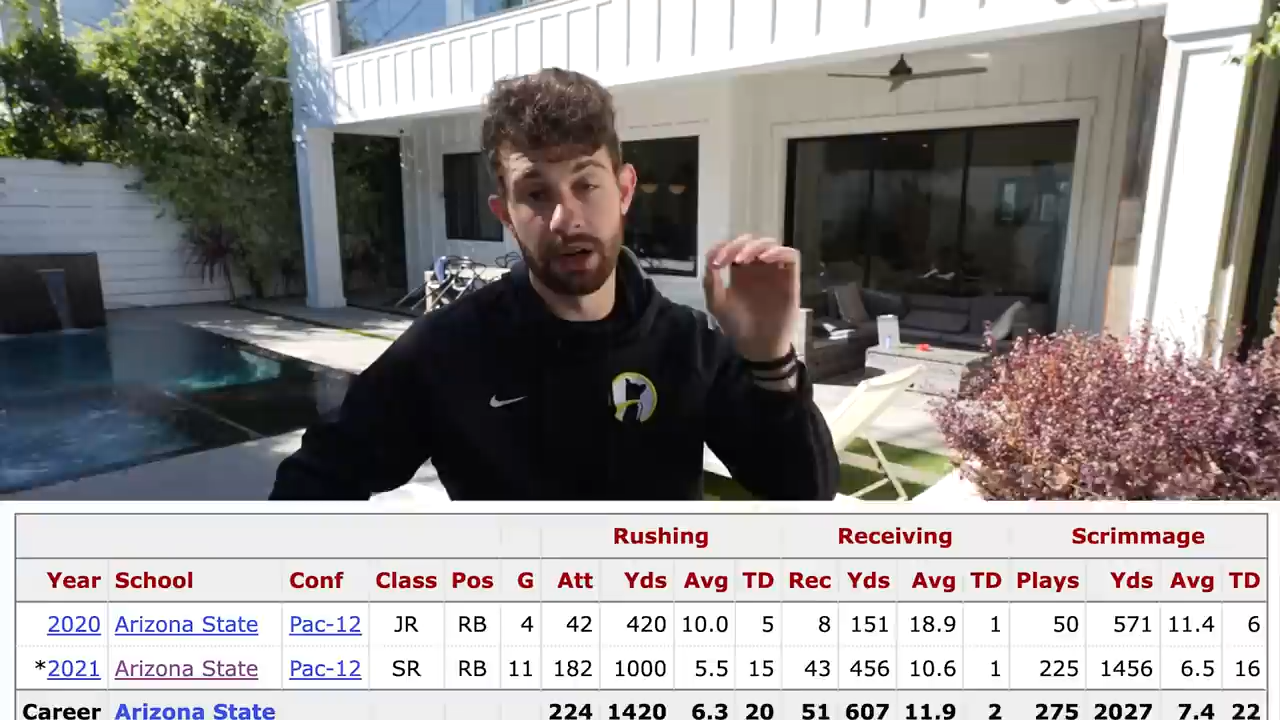 Rushing Receiving Scrimmage
Year School Conf Class Pos G Att Yds Avg TD Rec Yds Avg TD Plays Yds Avg TD
2020 Arizona State Pac-12 JR RB 4 42 420 10.0 5 8 151 18.9 1 50 571 11.4 6
*2021 Arizona State Pac-12 SR RB 11 182 1000 5.5 15 43 456 10.6 1 225 1456 6.5 16
Career Arizona State 224 1420 6.3 20 51 607 11.9 2 275 2027 7.4 22